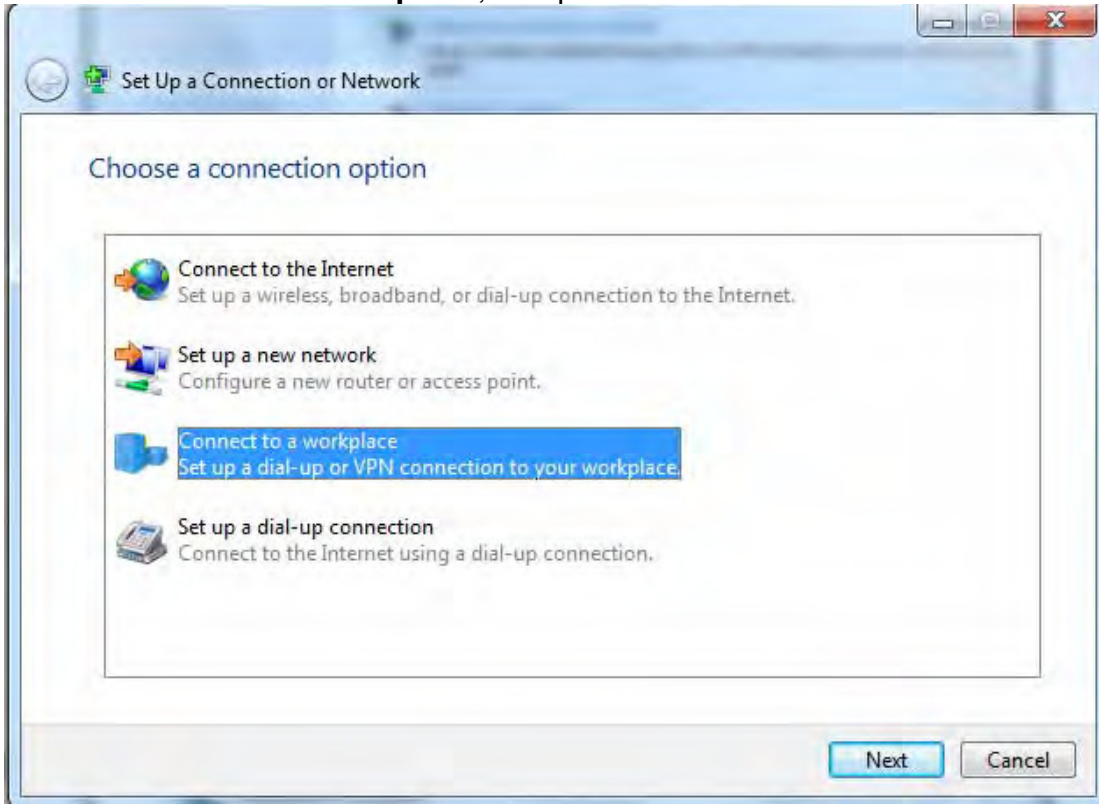 Set Up a Connection or Network
Choose a connection option
Connect to the Internet
Set up a wireless, broadband, or dial-up connection to the Internet.
Set up a new network
Configure a new router or access point.
Connect to a workplace
Set up a dial-up or VPN connection to your workplace.
Set up a dial-up connection
Connect to the Internet using a dial-up connection.
Next Cancel